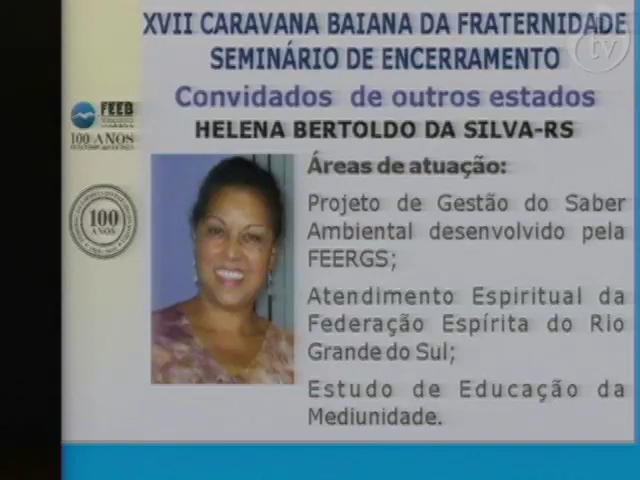 XVII CARAVANA BAIANA DA FRATERNIDADE
SEMINÁRIO DE ENCERRAMENTO
Convidados de outros estados
HELENA BERTOLDO DA SILVA-RS
tv
FEEB
100 ANOS
100
ANOS
Áreas de atuação:
Projeto de Gestão do Saber
Ambiental desenvolvido pela
FEERGS;
Atendimento Espiritual da
Federação Espírita do Rio
Grande do Sul;
Estudo de Educação da
Mediunidade.